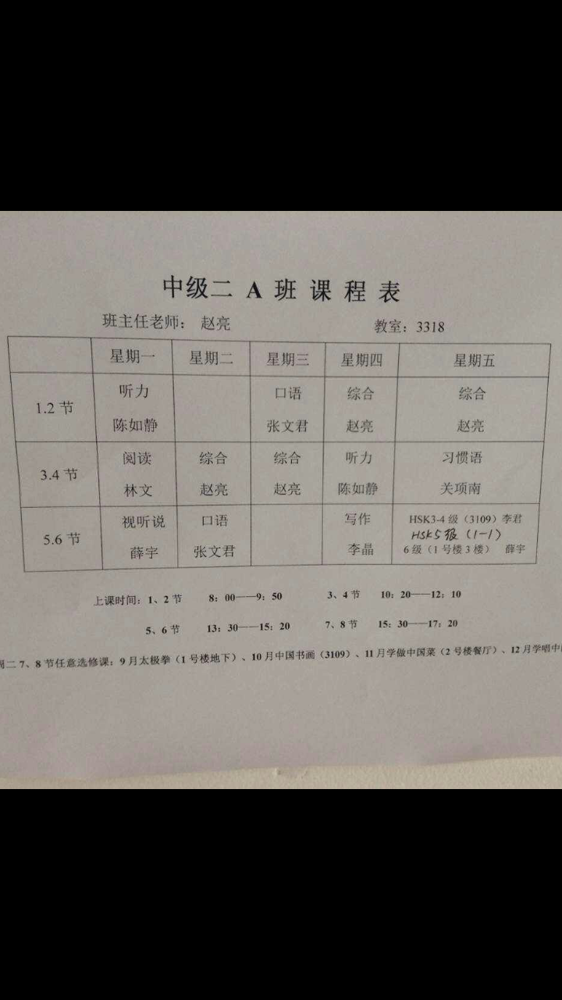 中级二 A 班 课 程 表
班主任老师： 赵亮 教室：3318
星期一 星期二 星期三 星期四 星期五
1.2 节 听力 口语 综合 综合
陈如静 张文君 赵亮 赵亮
3.4 节 阅读 综合 综合 听力 习惯语
林文 赵亮 赵亮 陈如静 关项南
5.6 节 视听说 口语 写作 HSK3-4 级（3109）李君
HSK5级（1-1）
薛宇 张文君 李晶 6 级（1 号楼 3 楼） 薛宇
上课时间：1、2 节 8：00——9：50 3、4 节 10：20——12：10
5、6 节 13：30——15：20 7、8 节 15：30——17：20
周二 7、8 节任意选修课：9 月太极拳（1 号楼地下）、10 月中国书画（3109）、11 月学做中国菜（2 号楼餐厅）、12 月学唱中